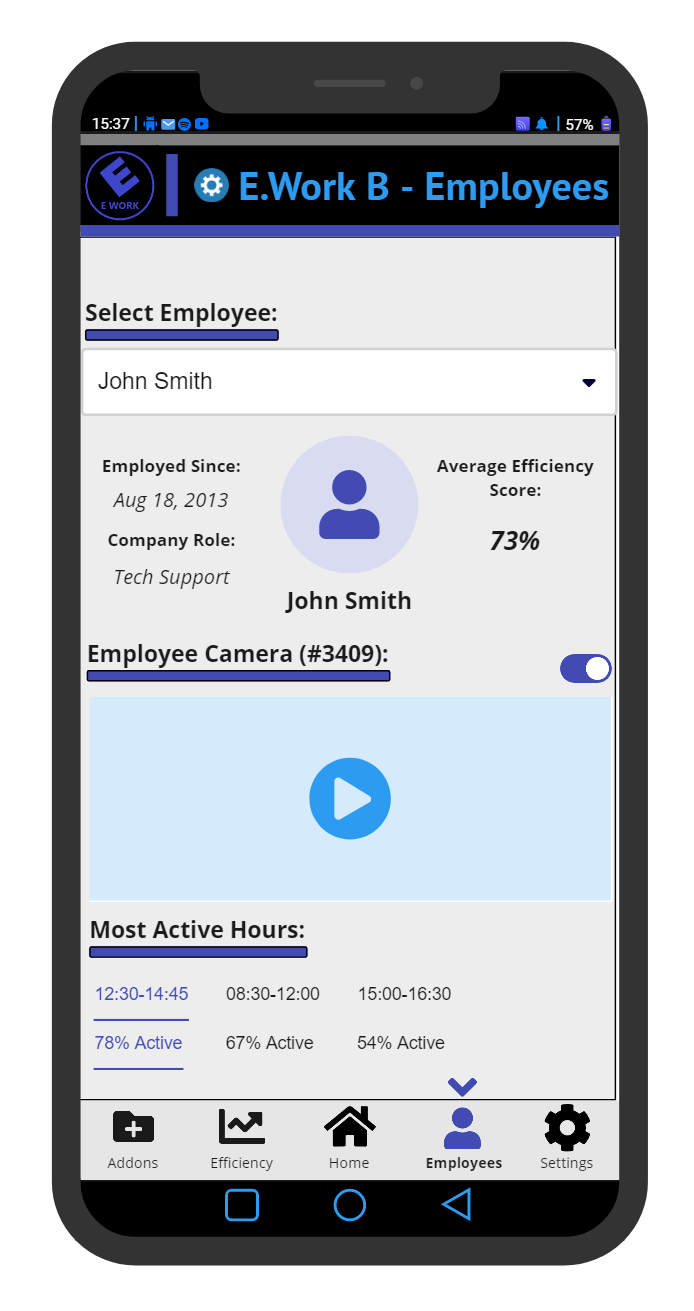 15:37
57%
E WORK
E.Work B - Employees
Select Employee:
John Smith
Employed Since:
Aug 18, 2013
Company Role:
Tech Support
John Smith
Average Efficiency
Score:
73%
Employee Camera (#3409):
Most Active Hours:
12:30-14:45 08:30-12:00 15:00-16:30
78% Active 67% Active 54% Active
Addons Efficiency Home Employees Settings